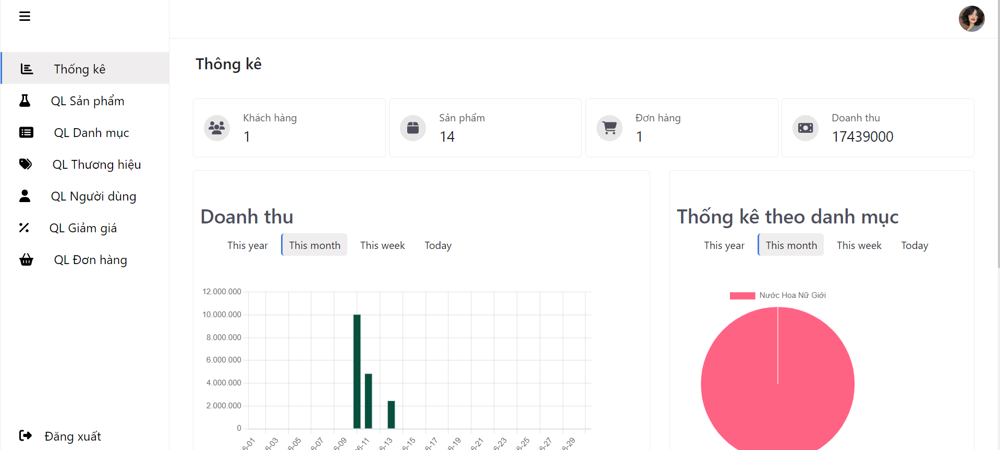 Thống kê
QL Sản phẩm
QL Danh mục
QL Thương hiệu
QL Người dùng
QL Giảm giá
QL Đơn hàng
Đăng xuất
Thông kê
Khách hàng
1
Sản phẩm
14
Đơn hàng
1
Doanh thu
17439000
Doanh thu
This year This month This week Today
12.000.000
10.000.000
8.000.000
6.000.000
4.000.000
2.000.000
0
6-01 6-03 6-05 6-07 6-09 6-11 6-13 6-15 6-17 6-19 6-21 6-23 6-25 6-27 6-29
Thống kê theo danh mục
This year This month This week Today
Nước Hoa Nữ Giới